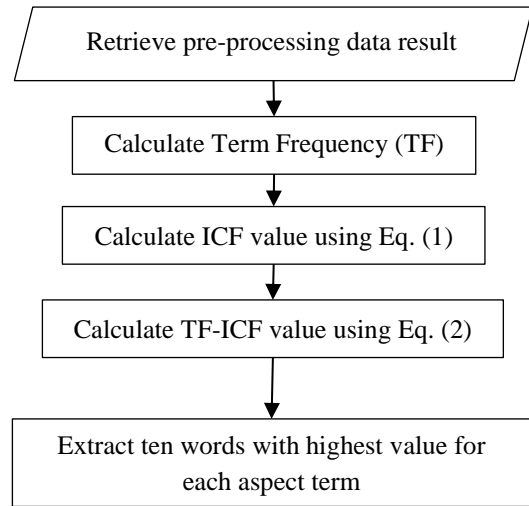 Retrieve pre-processing data result
Calculate Term Frequency (TF)
Calculate ICF value using Eq. (1)
Calculate TF-ICF value using Eq. (2)
Extract ten words with highest value for
each aspect term